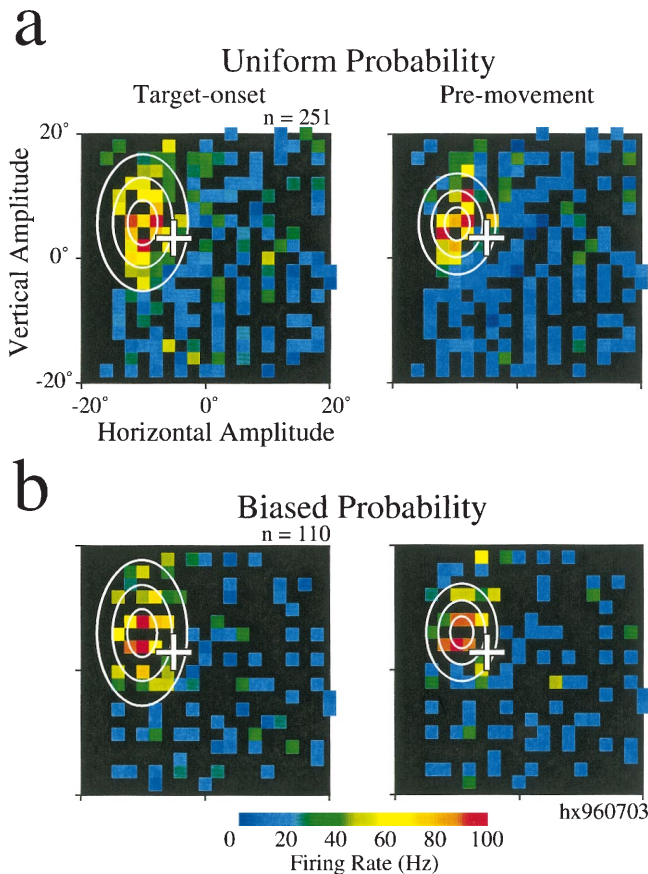 a
Uniform Probability
Target-onset
Pre-movement
n = 251
20°
0°
-20°
Vertical Amplitude
-20°
0°
20°
Horizontal Amplitude
b
Biased Probability
n = 110
hx960703
0
20
40
60
80
100
Firing Rate (Hz)